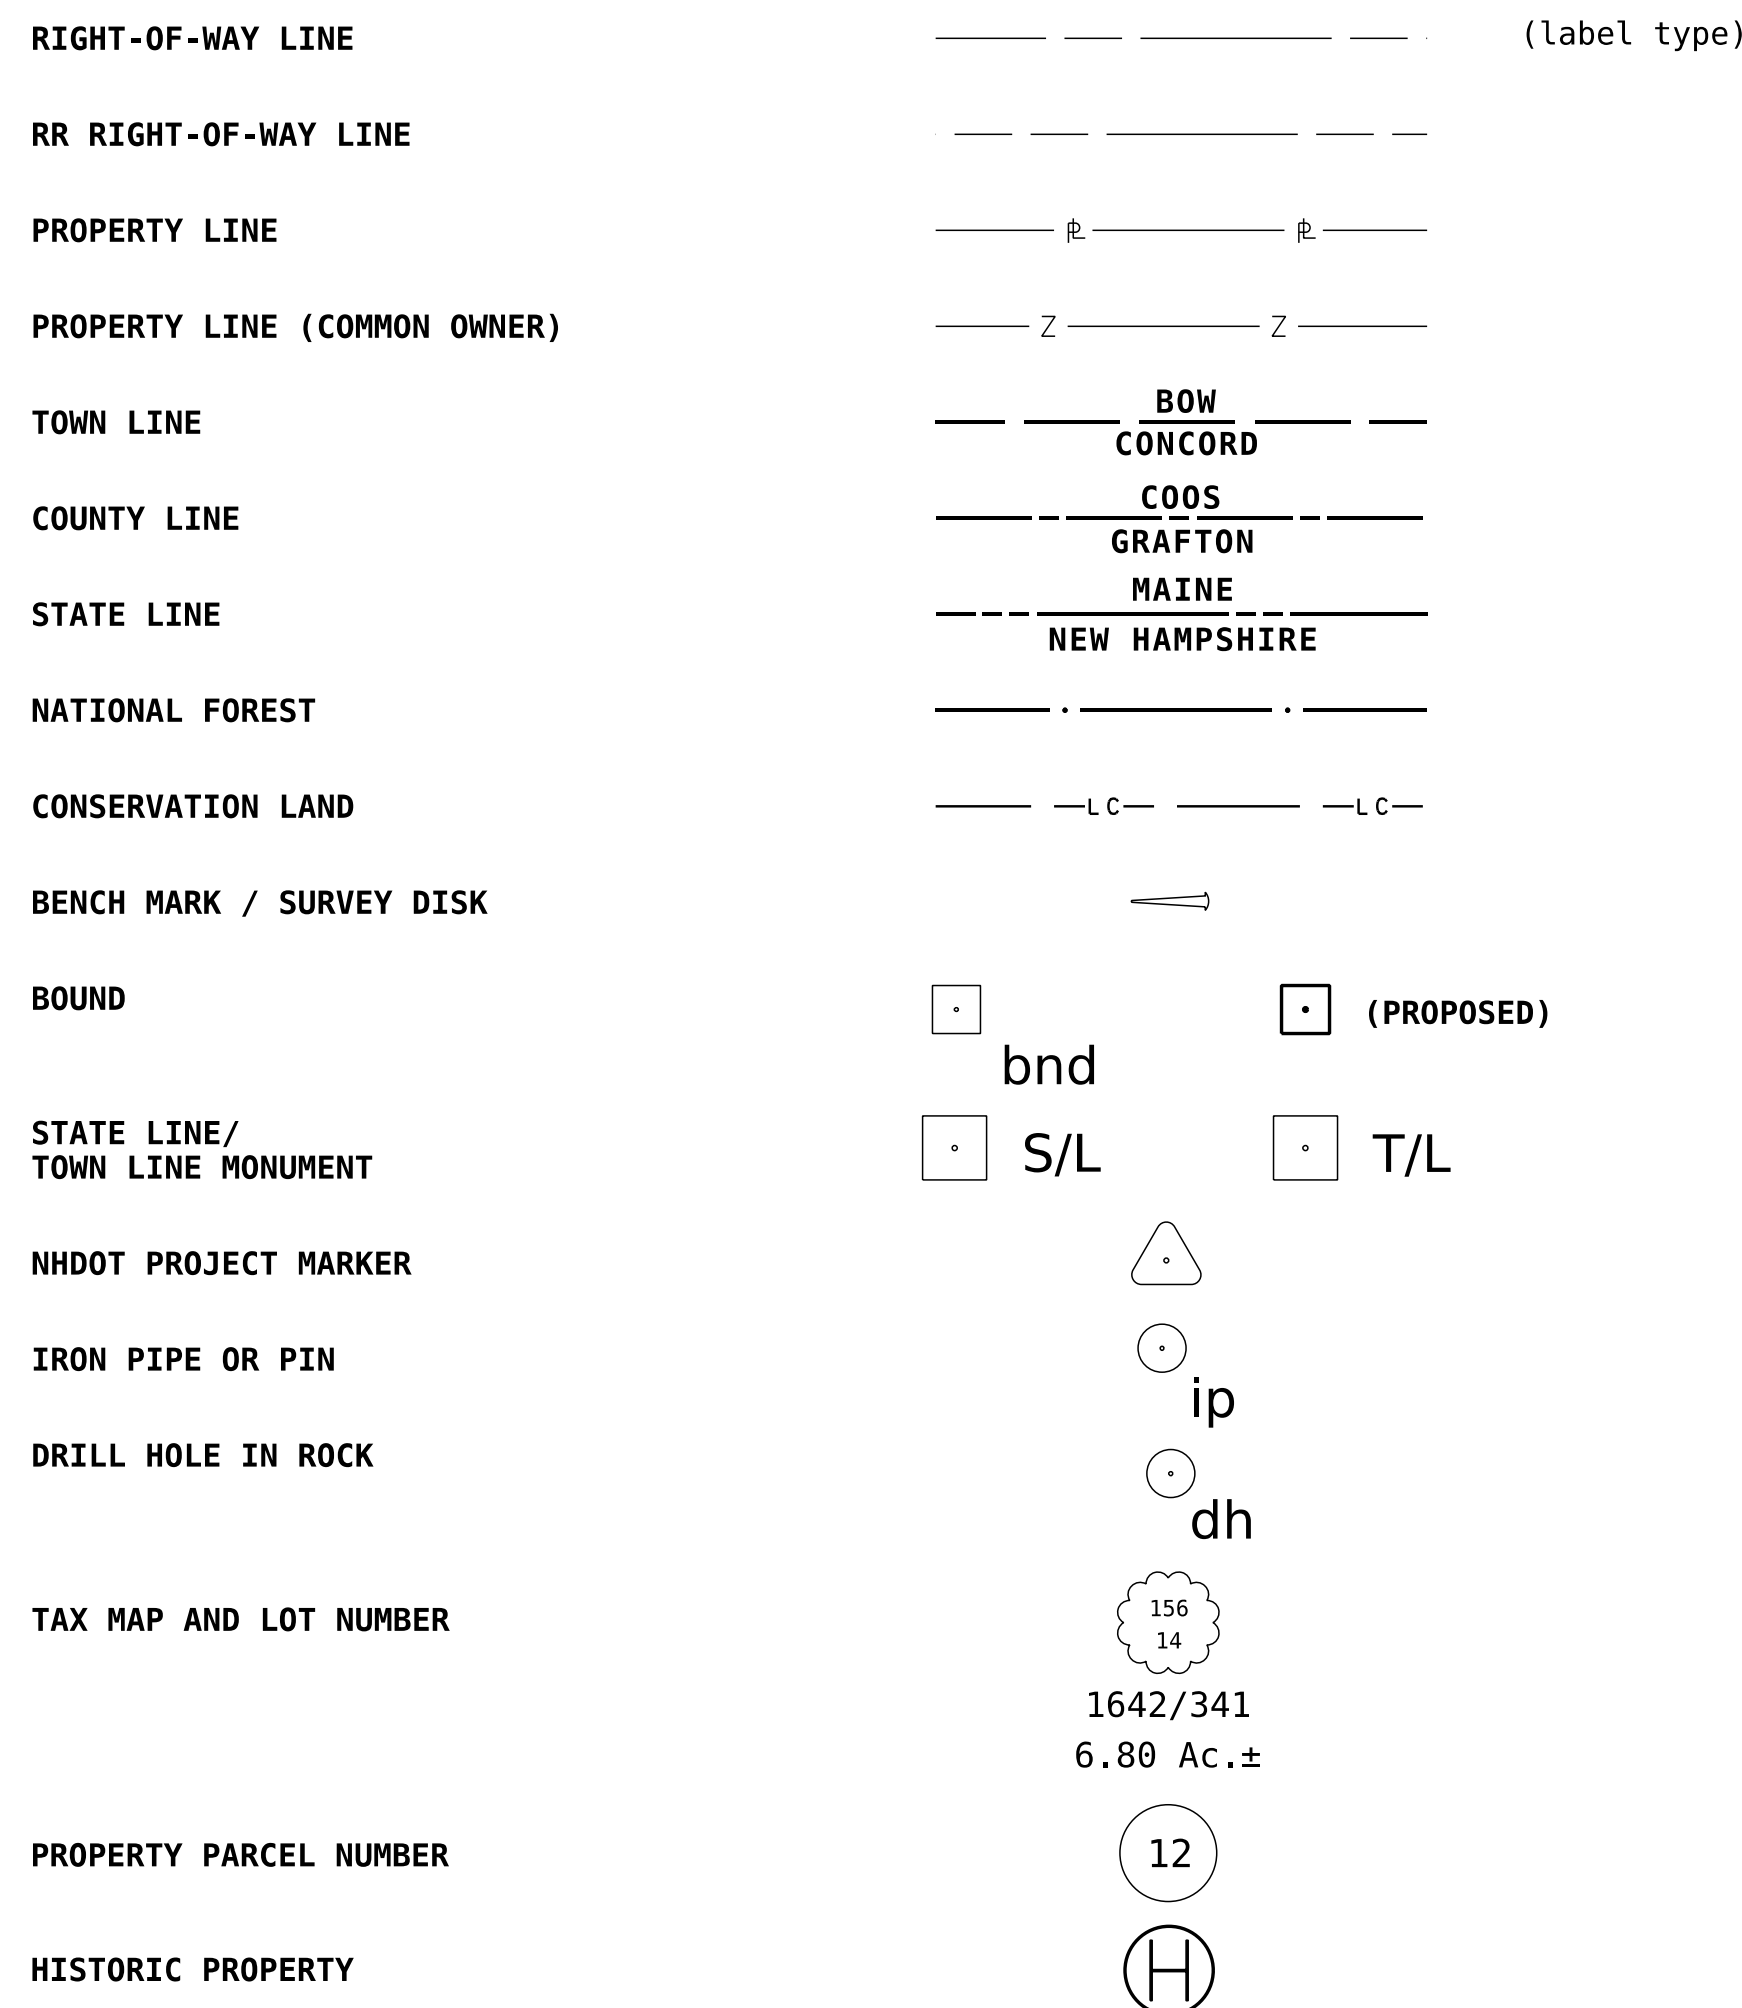 RIGHT-OF-WAY LINE (label type)
RR RIGHT-OF-WAY LINE
PROPERTY LINE PL PL
PROPERTY LINE (COMMON OWNER) Z Z
BOW
TOWN LINE
CONCORD
COOS
COUNTY LINE
GRAFTON
MAINE
STATE LINE
NEW HAMPSHIRE
NATIONAL FOREST
CONSERVATION LAND L C L C
BENCH MARK / SURVEY DISK
BOUND (PROPOSED)
bnd
STATE LINE/
TOWN LINE MONUMENT S/L T/L
NHDOT PROJECT MARKER
IRON PIPE OR PIN
ip
DRILL HOLE IN ROCK
dh
TAX MAP AND LOT NUMBER
156
14
1642/341
6.80 Ac.±
PROPERTY PARCEL NUMBER 12
HISTORIC PROPERTY H